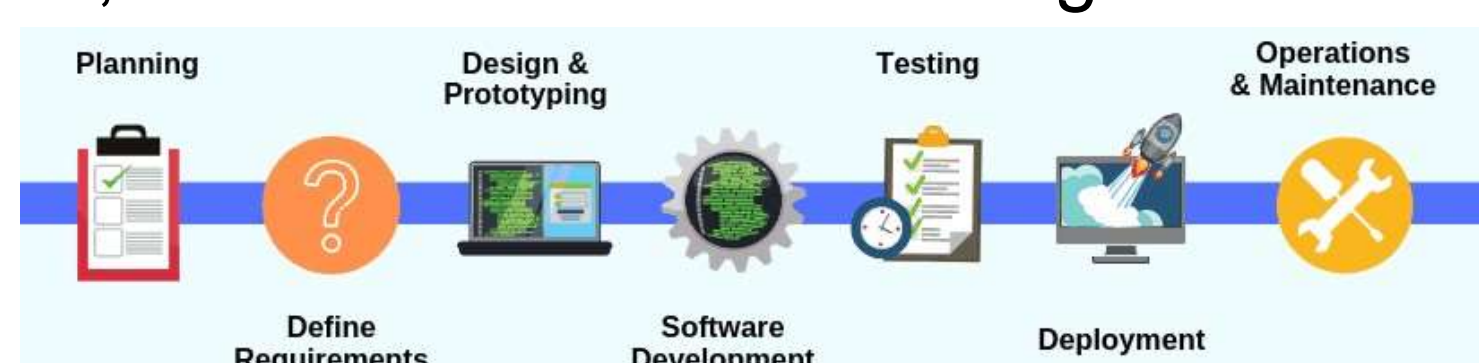 Planning
Define
Requirements
Design &
Prototyping
Software
Development
Testing
Deployment
Operations
& Maintenance